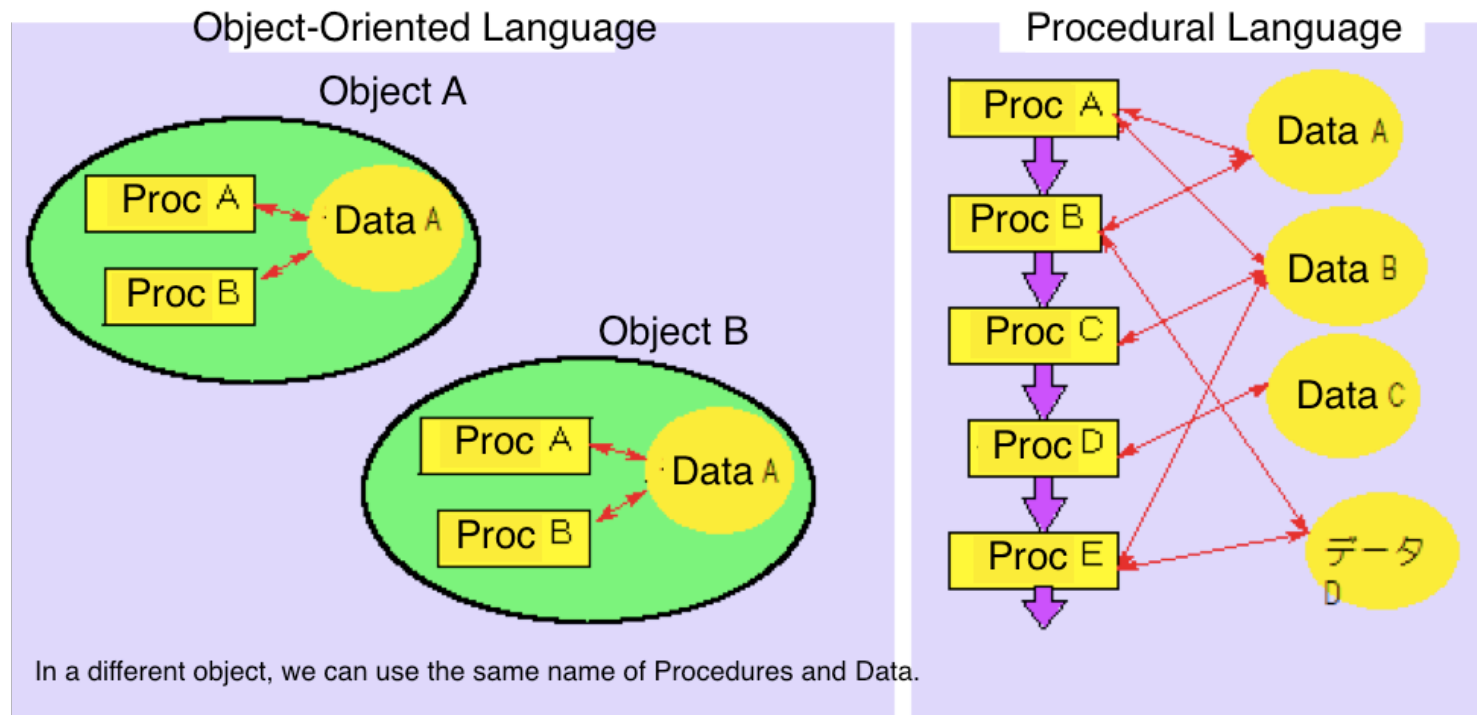 Object-Oriented Language
Object A
Proc A
Data A
Proc B
Object B
Proc A
Data A
Proc B
In a different object, we can use the same name of Procedures and Data.
Procedural Language
Proc A
Data A
Proc B
Data B
Proc C
Data C
Proc D
Proc E
データ
D